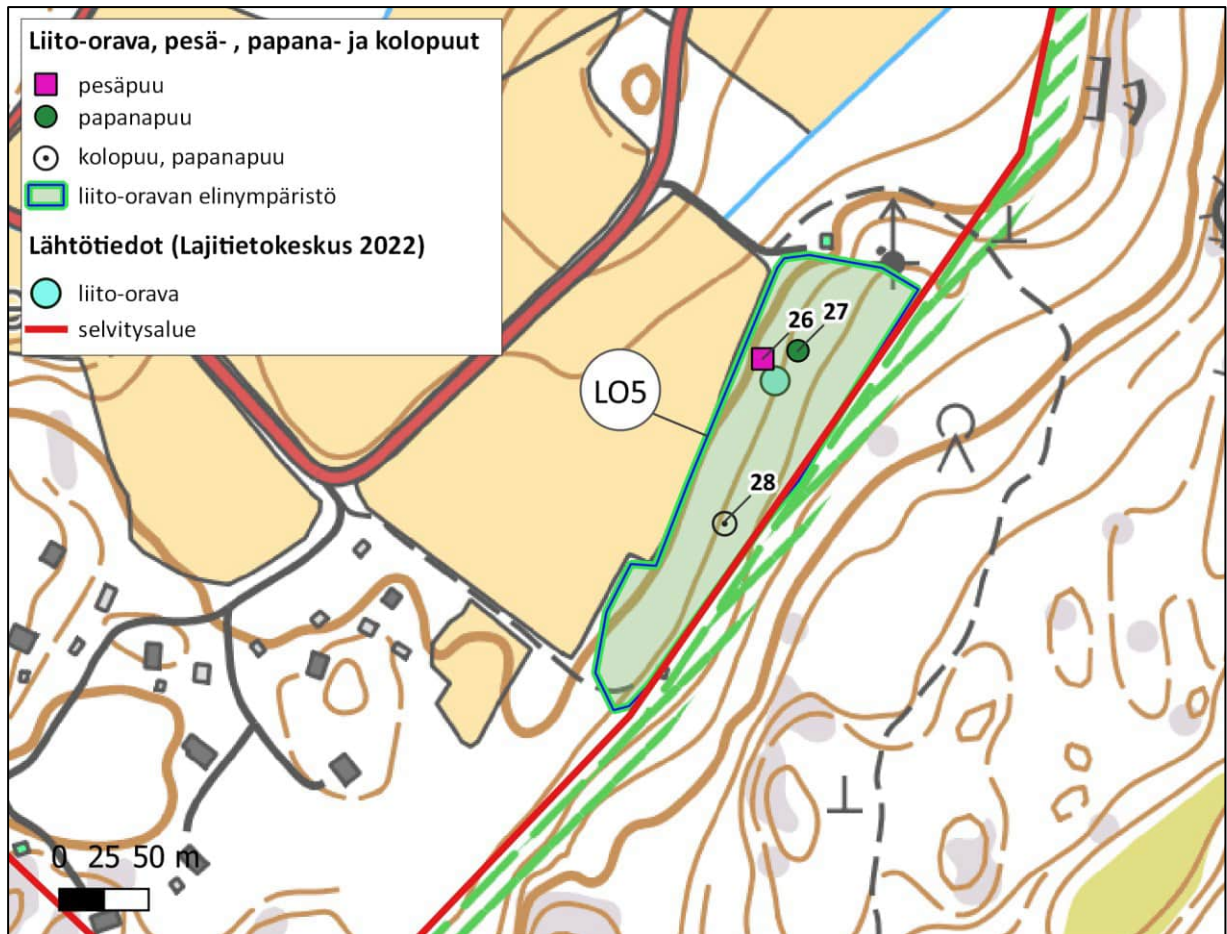 Liito-orava, pesä- , papana- ja kolopuut
pesäpuu
papanapuu
kolopuu, papanapuu
liito-oravan elinympäristö
Lähtötiedot (Lajitietokeskus 2022)
liito-orava
selvitysalue
26 27
LO5
28
0 25 50 m